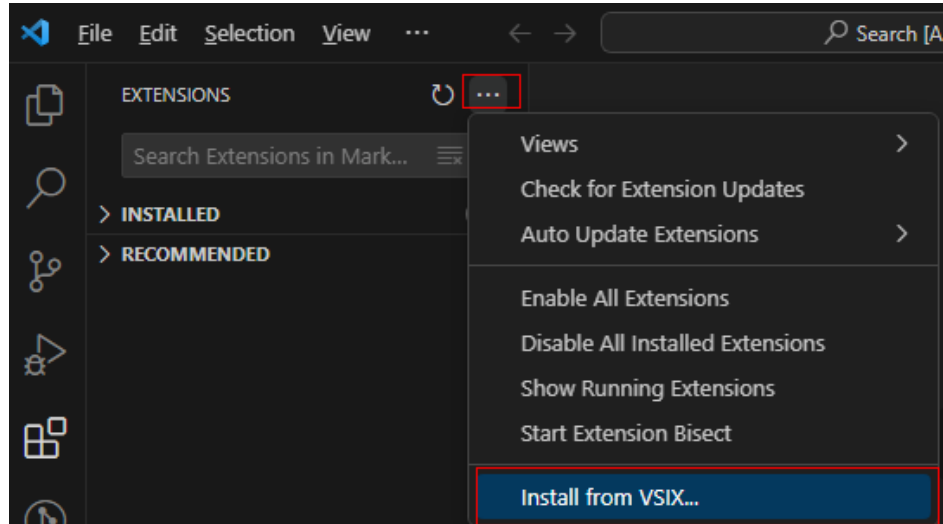 File Edit Selection View ...
Search [A
EXTENSIONS
...
Search Extensions in Mark...
INSTALLED
RECOMMENDED
Views
Check for Extension Updates
Auto Update Extensions
Enable All Extensions
Disable All Installed Extensions
Show Running Extensions
Start Extension Bisect
Install from VSIX...